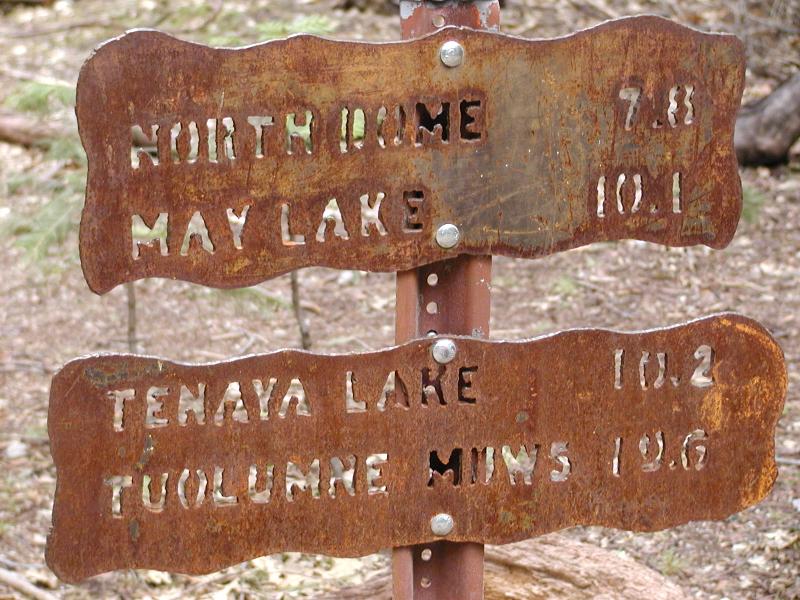 NORTH DOME 7.8
MAY LAKE 10.1
TENAYA LAKE 10.2
TUOLUMNE MDWS 19.6